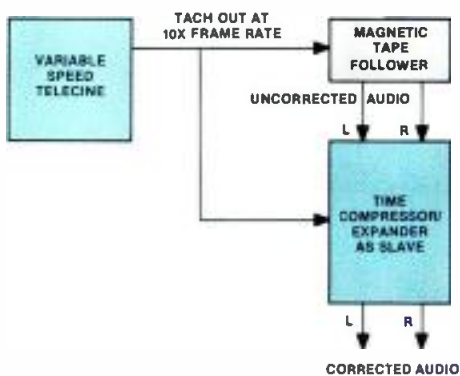 TACH OUT AT
10X FRAME RATE
VARIABLE
SPEED
TELECINE
MAGNETIC
TAPE
FOLLOWER
UNCORRECTED AUDIO
L R
TIME
COMPRESSOR/
EXPANDER
AS SLAVE
L R
CORRECTED AUDIO